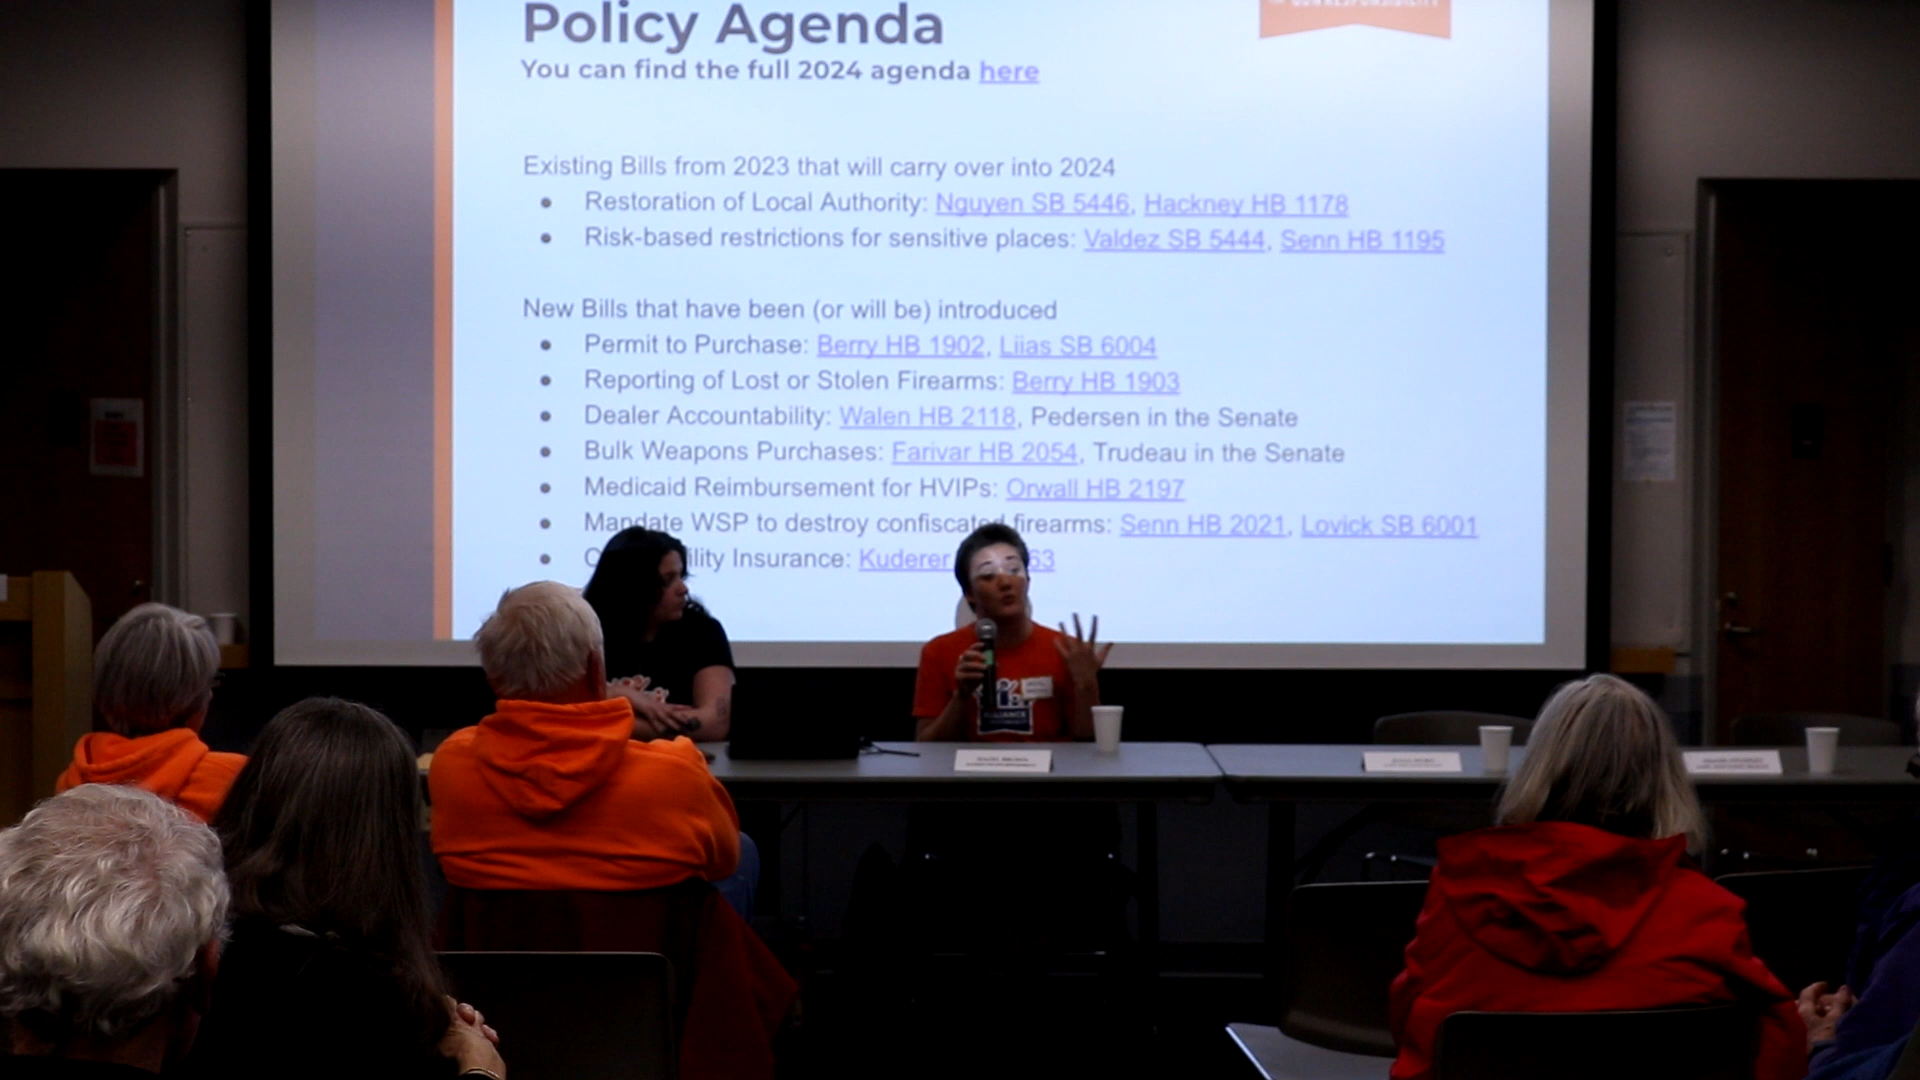 GUN RESPONSIBILITY
Policy Agenda
You can find the full 2024 agenda here
Existing Bills from 2023 that will carry over into 2024
• Restoration of Local Authority: Nguyen SB 5446, Hackney HB 1178
• Risk-based restrictions for sensitive places: Valdez SB 5444, Senn HB 1195
New Bills that have been (or will be) introduced
• Permit to Purchase: Berry HB 1902, Liias SB 6004
• Reporting of Lost or Stolen Firearms: Berry HB 1903
• Dealer Accountability: Walen HB 2118, Pedersen in the Senate
• Bulk Weapons Purchases: Farivar HB 2054, Trudeau in the Senate
• Medicaid Reimbursement for HVIPs: Orwall HB 2197
• Mandate WSP to destroy confiscated firearms: Senn HB 2021, Lovick SB 6001
• Insurance: Kuderer 63
ALLIANCE